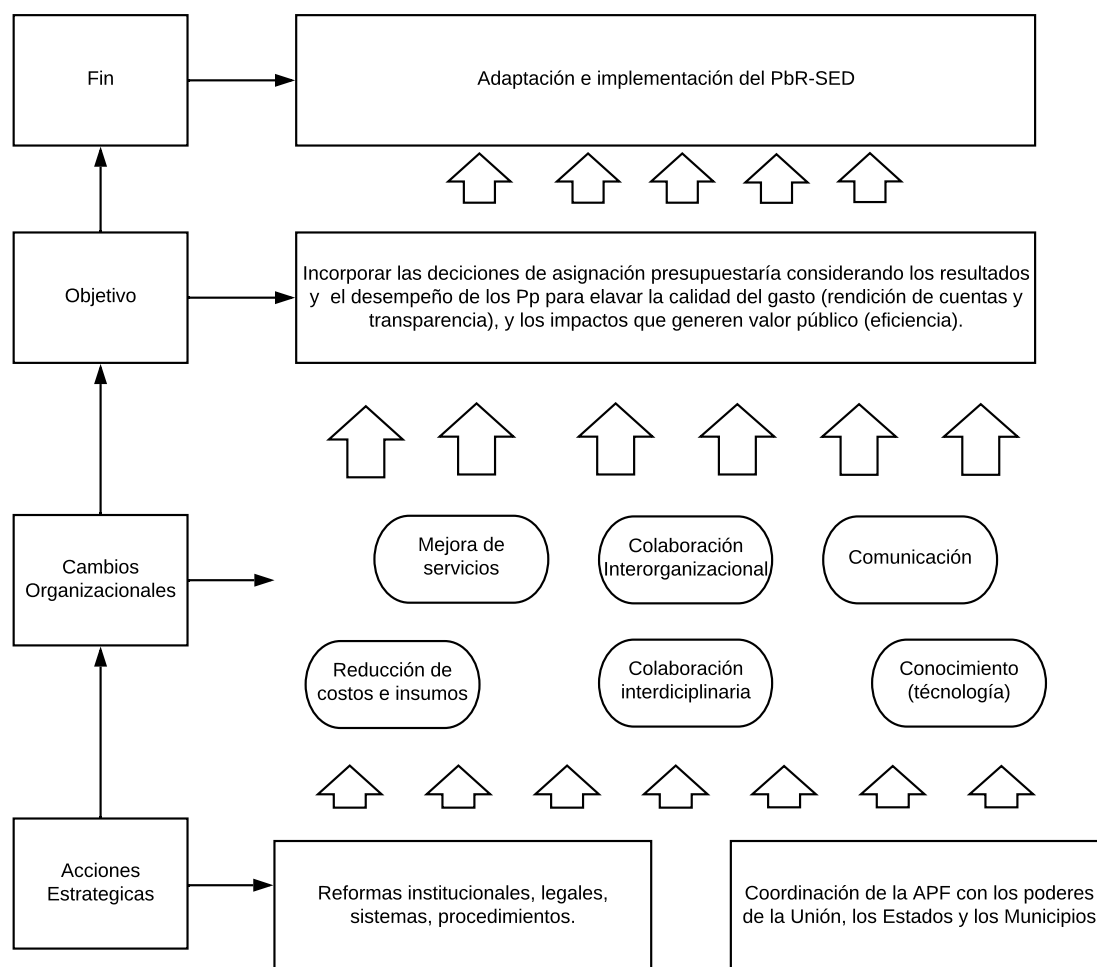 Fin
Adaptación e implementación del PbR-SED
Objetivo
Incorporar las deciciones de asignación presupuestaría considerando los resultados
y el desempeño de los Pp para elavar la calidad del gasto (rendición de cuentas y
transparencia), y los impactos que generen valor público (eficiencia).
Cambios
Organizacionales
Mejora de
servicios
Colaboración
Interorganizacional
Comunicación
Reducción de
costos e insumos
Colaboración
interdiciplinaria
Conocimiento
(técnología)
Acciones
Estrategicas
Reformas institucionales, legales,
sistemas, procedimientos.
Coordinación de la APF con los poderes
de la Unión, los Estados y los Municipios